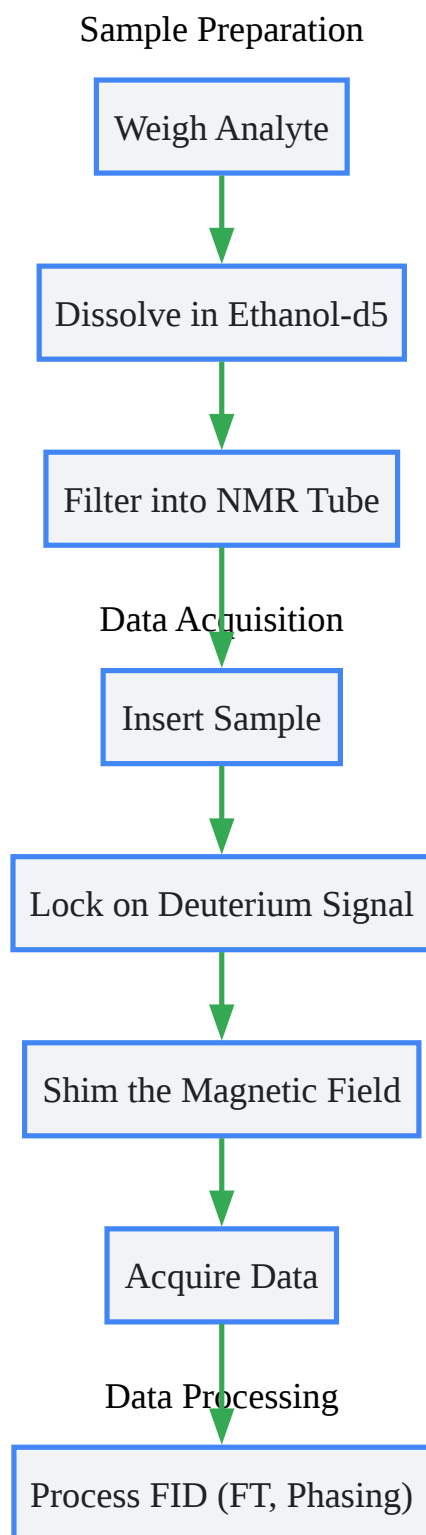 Sample Preparation
Weigh Analyte
Dissolve in Ethanol-d5
Filter into NMR Tube
Data Acquisition
Insert Sample
Lock on Deuterium Signal
Shim the Magnetic Field
Acquire Data
Data Processing
Process FID (FT, Phasing)